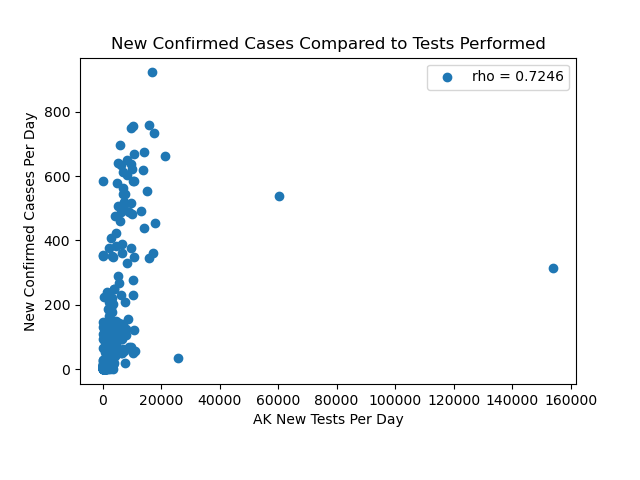 New Confirmed Cases Compared to Tests Performed
rho = 0.7246
New Confirmed Caeses Per Day
800
600
400
200
0
0 20000 40000 60000 80000 100000 120000 140000 160000
AK New Tests Per Day